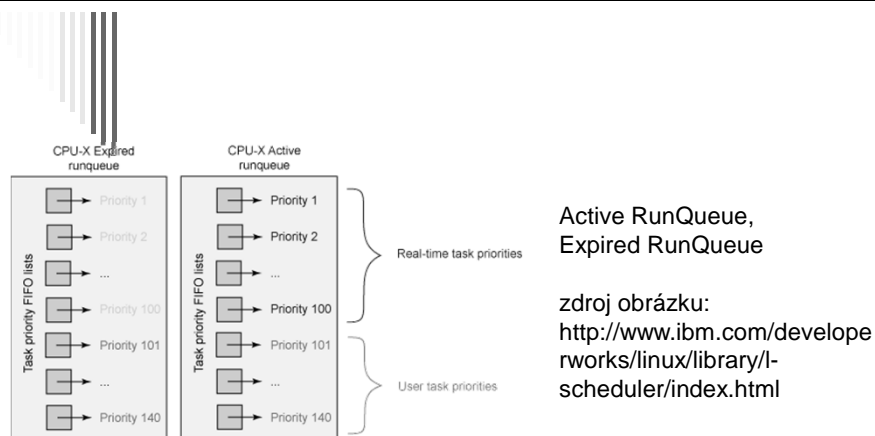 CPU-X Expired
runqueue
Task priority FIFO lists
Priority 1
Priority 2
...
Priority 100
Priority 101
...
Priority 140
CPU-X Active
runqueue
Task priority FIFO lists
Priority 1
Priority 2
...
Priority 100
Priority 101
...
Priority 140
Real-time task priorities
User task priorities
Active RunQueue,
Expired RunQueue
zdroj obrázku:
http://www.ibm.com/develope
rworks/linux/library/l-
scheduler/index.html